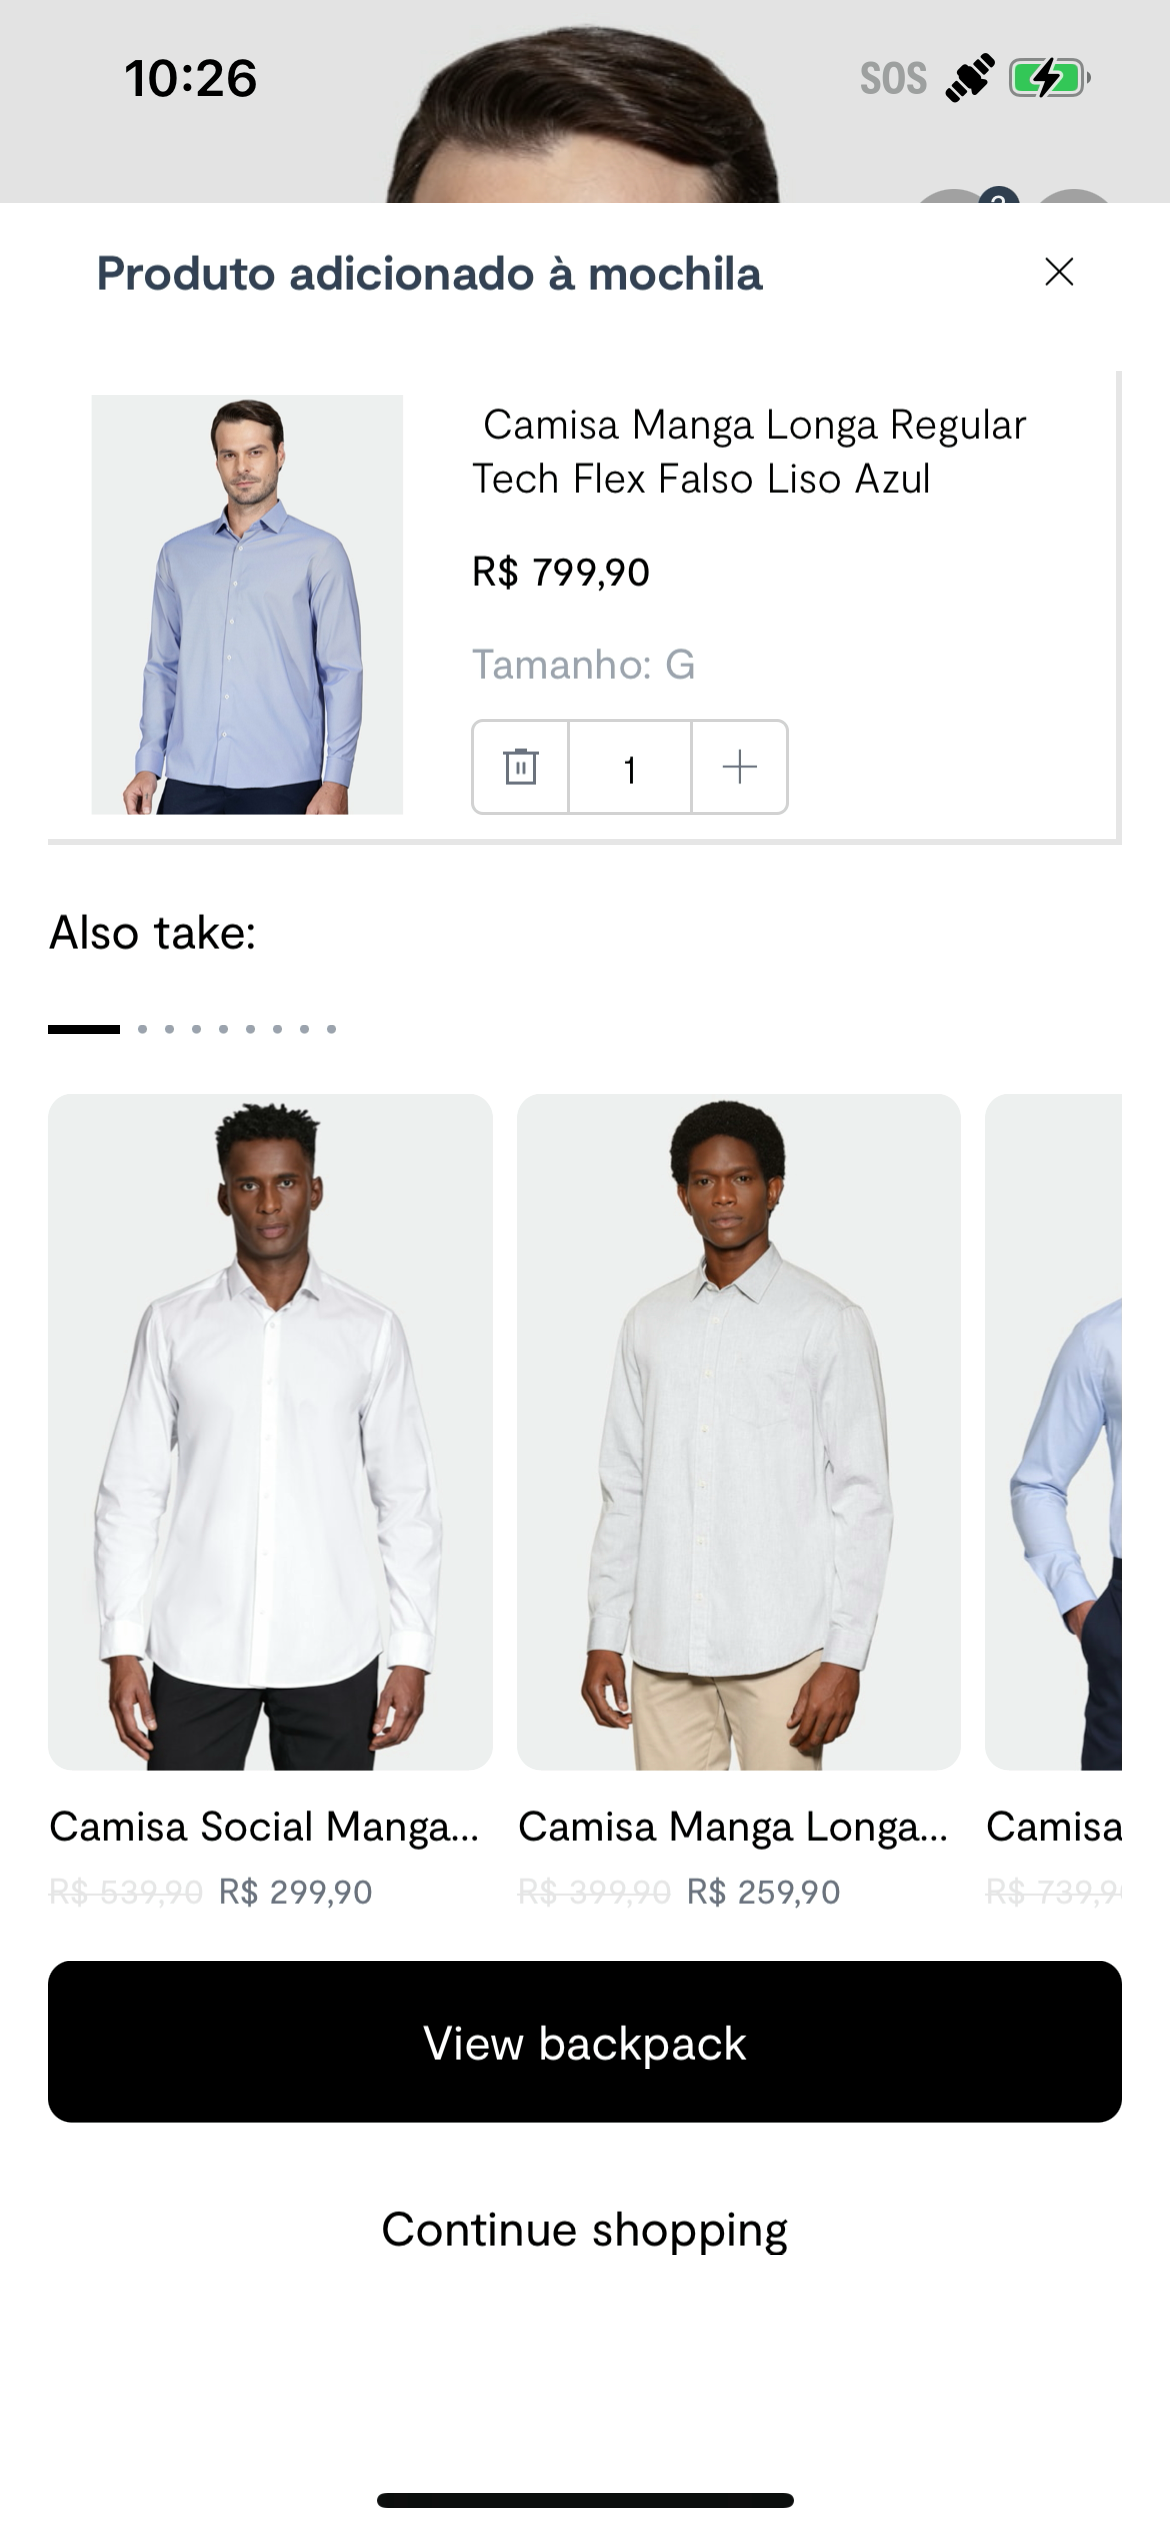 10:26
SOS
Produto adicionado à mochila
Camisa Manga Longa Regular
Tech Flex Falso Liso Azul
R$ 799,90
Tamanho: G
1
Also take:
Camisa Social Manga...
Camisa Manga Longa...
Camisa
R$ 539,90 R$ 299,90
R$ 399,90 R$ 259,90
R$ 739,9
View backpack
Continue shopping